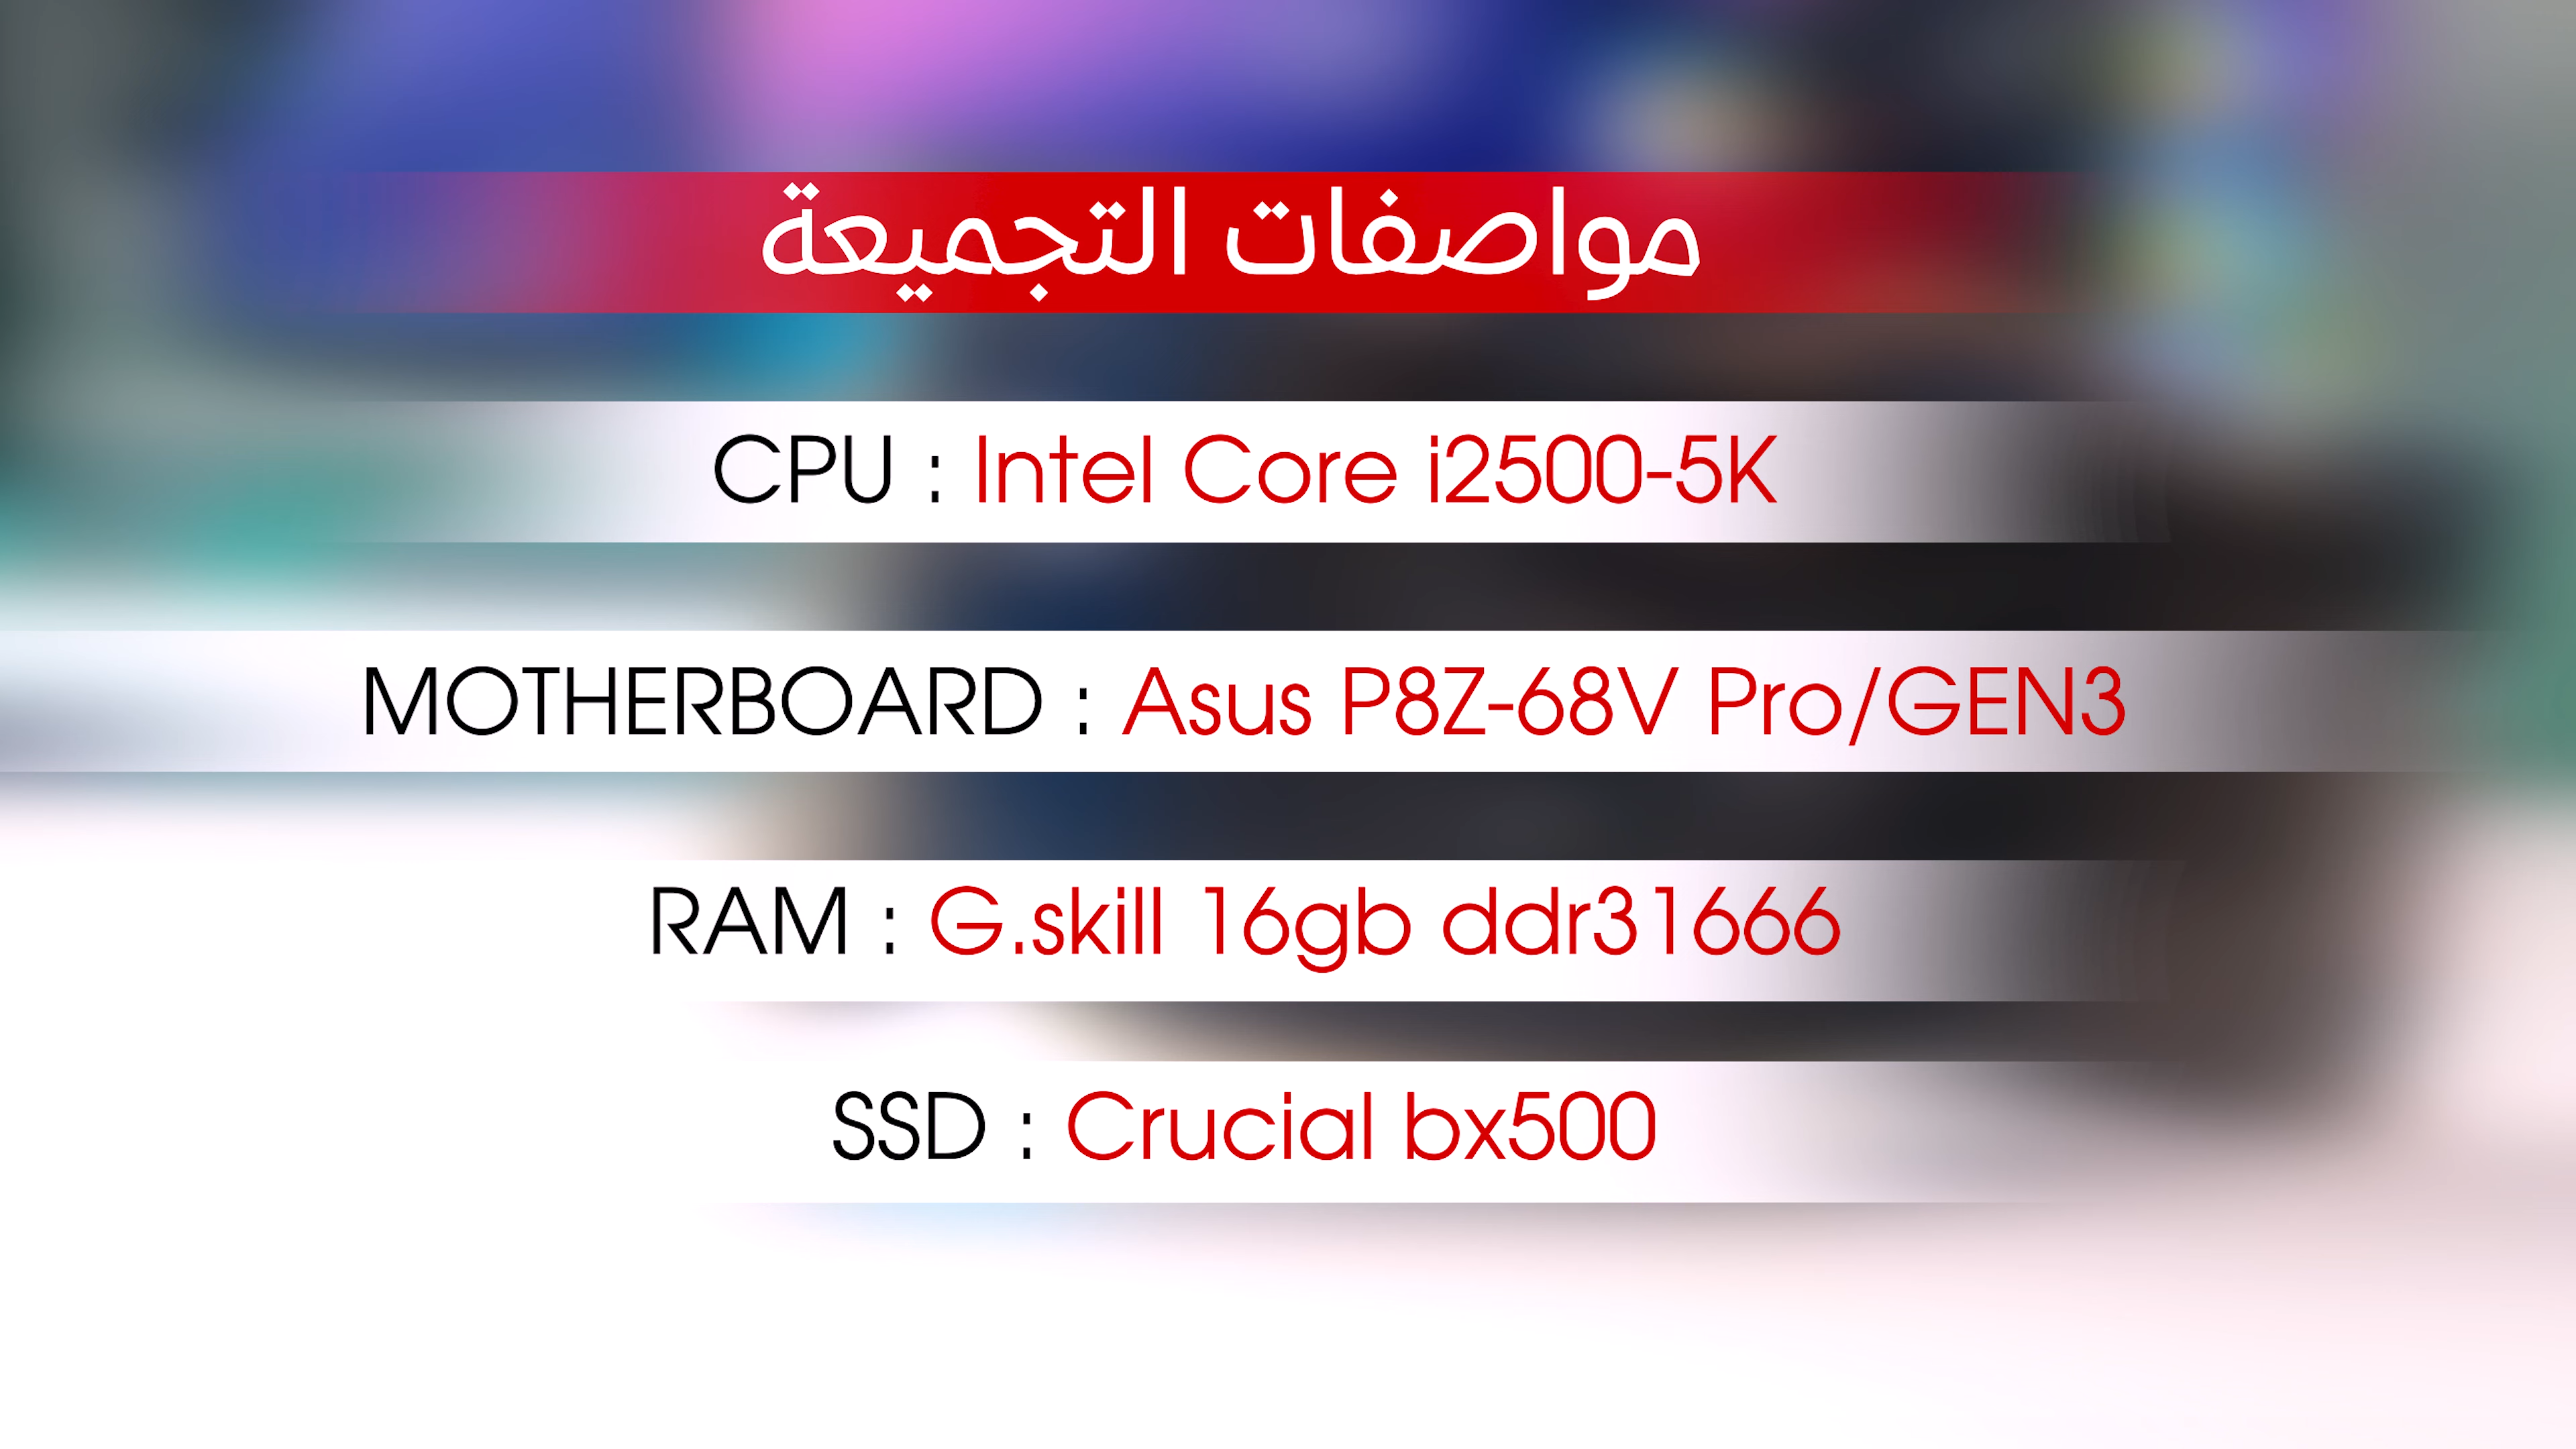 مواصفات التجميعة
CPU : Intel Core i2500-5K
MOTHERBOARD : Asus P8Z-68V Pro/GEN3
RAM : G.skill 16gb ddr31666
SSD : Crucial bx500